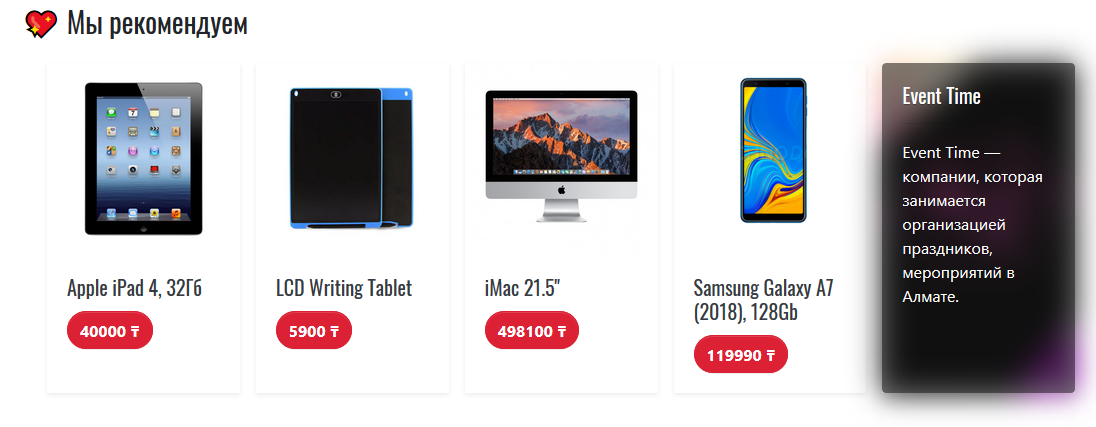 Мы рекомендуем
Apple iPad 4, 32Гб
40000 ₸
LCD Writing Tablet
5900 ₸
iMac 21.5"
498100 ₸
Samsung Galaxy A7
(2018), 128Gb
119990 ₸
Event Time
Event Time —
компании, которая
занимается
организацией
праздников,
мероприятий в
Алмате.